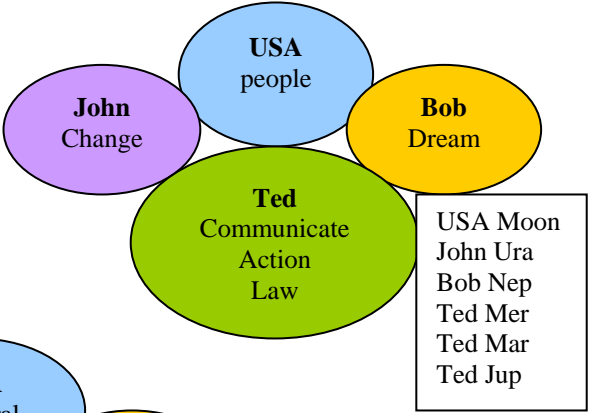 USA
people
John
Change
Bob
Dream
Ted
Communicate
Action
Law
USA Moon
John Ura
Bob Nep
Ted Mer
Ted Mar
Ted Jup